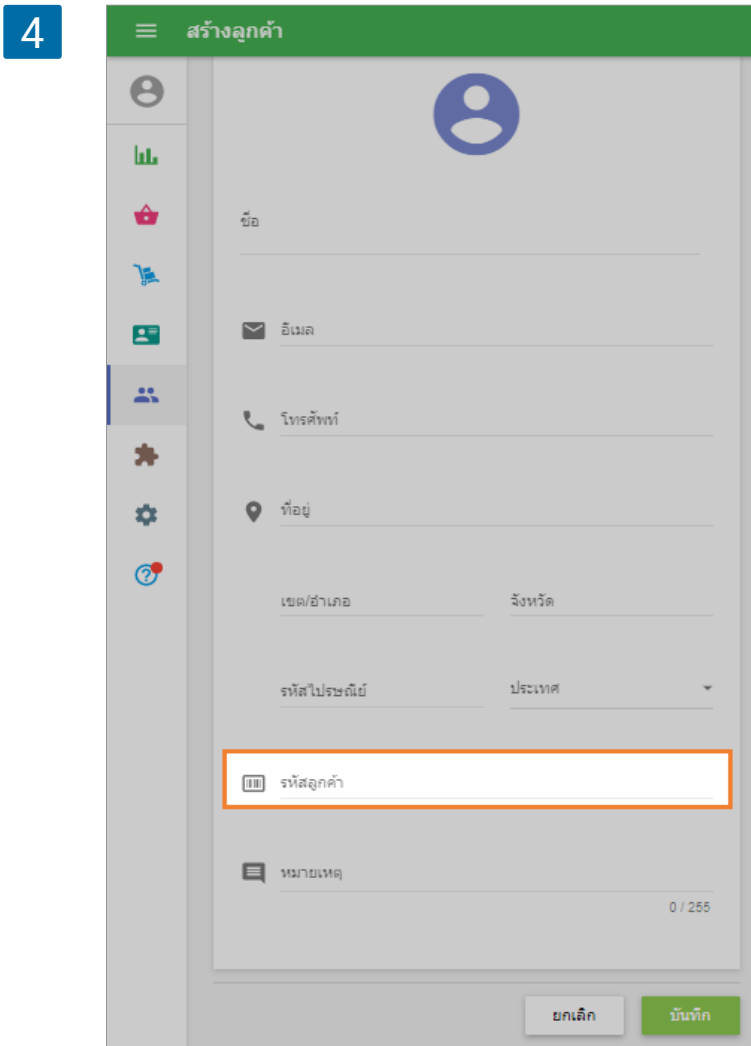 4
สร้างลูกค้า
ชื่อ
อีเมล
โทรศัพท์
ที่อยู่
เขต/อำเภอ
จังหวัด
รหัสไปรษณีย์
ประเทศ
รหัสลูกค้า
หมายเหตุ
0 / 255
ยกเลิก
บันทึก